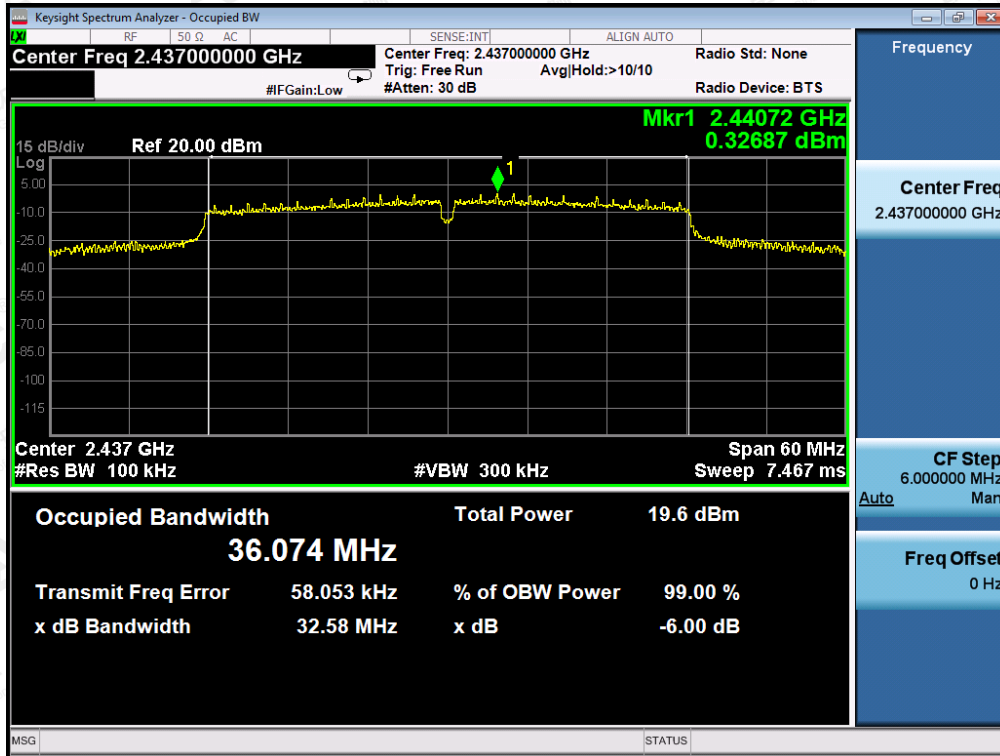 Keysight Spectrum Analyzer - Occupied BW
LXI RF 50 Ω AC SENSE:INT ALIGN AUTO
Center Freq 2.437000000 GHz
Center Freq: 2.437000000 GHz Radio Std: None
Trig: Free Run Avg|Hold:>10/10
#IFGain:Low #Atten: 30 dB Radio Device: BTS
Mkr1 2.44072 GHz
0.32687 dBm
15 dB/div Ref 20.00 dBm
Log
1
5.00
-10.0
-25.0
-40.0
-55.0
-70.0
-85.0
-100
-115
Center 2.437 GHz Span 60 MHz
#Res BW 100 kHz #VBW 300 kHz Sweep 7.467 ms
Occupied Bandwidth Total Power 19.6 dBm
36.074 MHz
Transmit Freq Error 58.053 kHz % of OBW Power 99.00 %
x dB Bandwidth 32.58 MHz x dB -6.00 dB
MSG STATUS
Frequency
Center Freq
2.437000000 GHz
CF Step
6.000000 MHz
Auto Man
Freq Offset
0 Hz